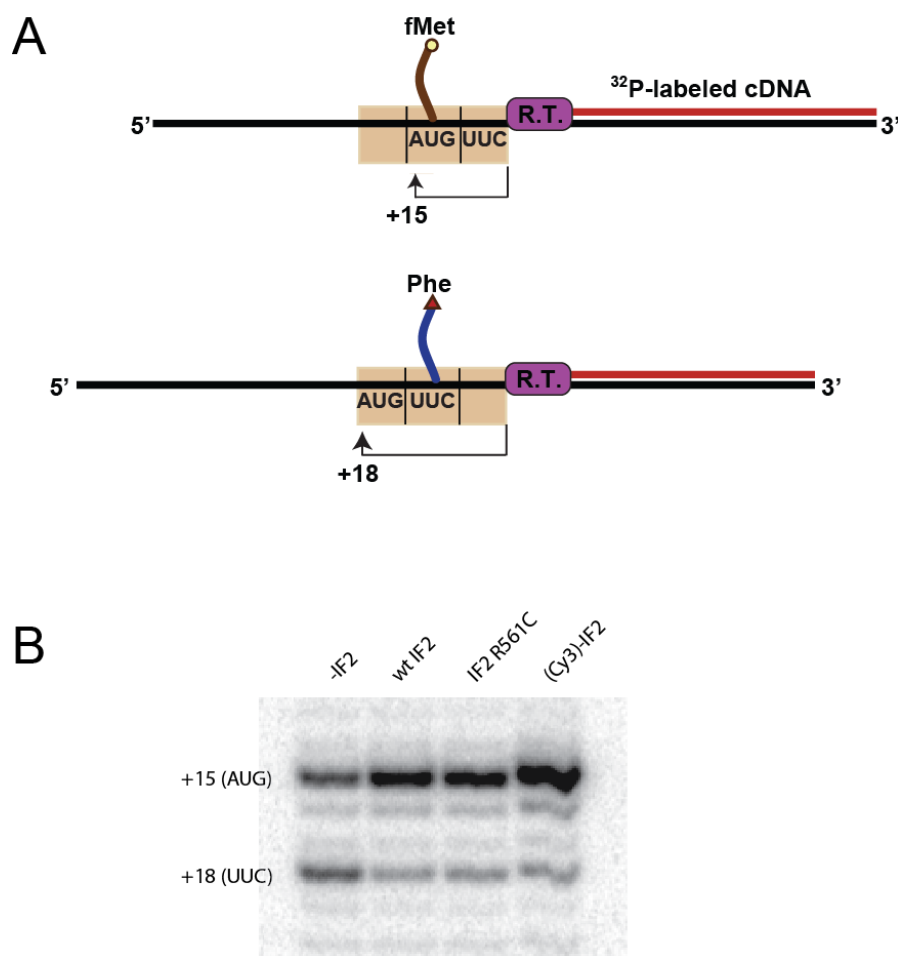 A
fMet
³²P-labeled cDNA
R.T.
5’
3’
AUG
UUC
+15
Phe
R.T.
5’
3’
AUG
UUC
+18
B
-IF2
wt IF2
IF2 R561C
(Cy3)-IF2
+15 (AUG)
+18 (UUC)